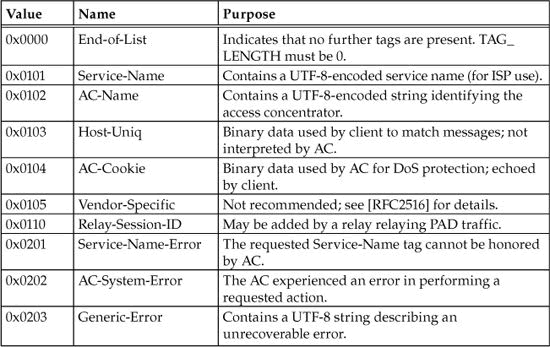 Value Name Purpose
0x0000 End-of-List Indicates that no further tags are present. TAG_
LENGTH must be 0.
0x0101 Service-Name Contains a UTF-8-encoded service name (for ISP use).
0x0102 AC-Name Contains a UTF-8-encoded string identifying the
access concentrator.
0x0103 Host-Uniq Binary data used by client to match messages; not
interpreted by AC.
0x0104 AC-Cookie Binary data used by AC for DoS protection; echoed
by client.
0x0105 Vendor-Specific Not recommended; see [RFC2516] for details.
0x0110 Relay-Session-ID May be added by a relay relaying PAD traffic.
0x0201 Service-Name-Error The requested Service-Name tag cannot be honored
by AC.
0x0202 AC-System-Error The AC experienced an error in performing a
requested action.
0x0203 Generic-Error Contains a UTF-8 string describing an
unrecoverable error.